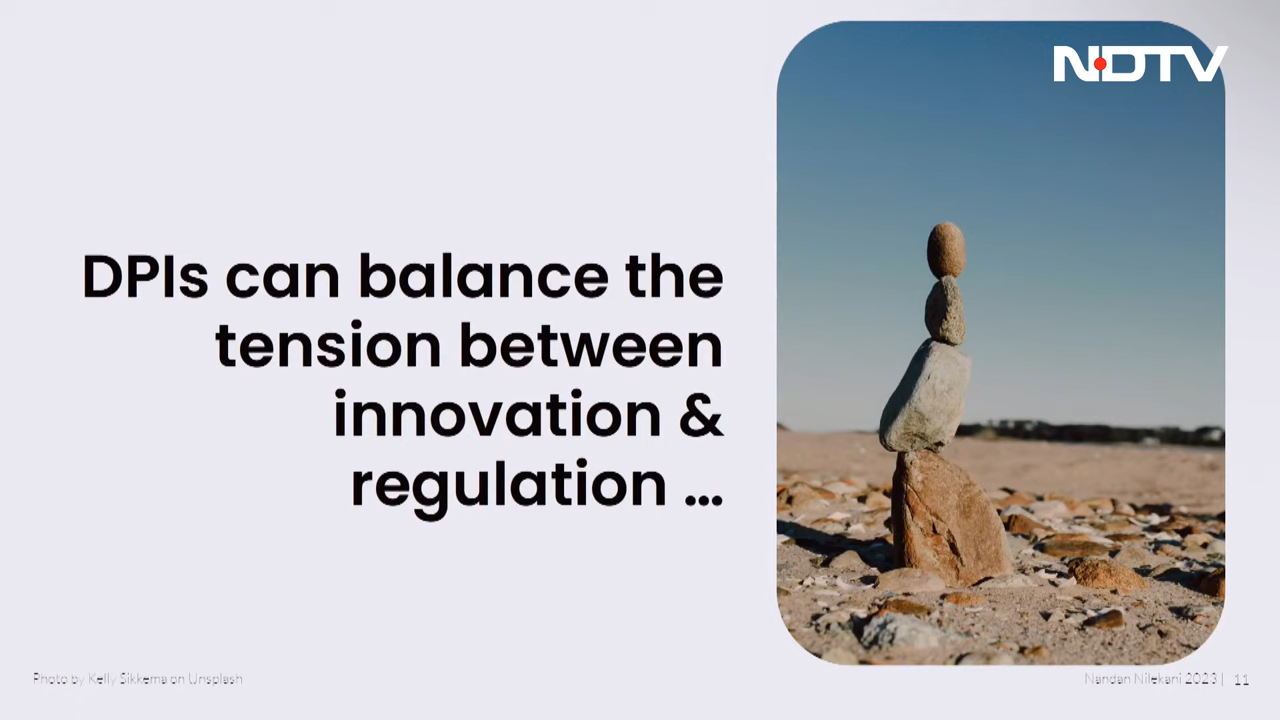 NDTV
DPIs can balance the
tension between
innovation &
regulation ...
Photo by Kelly Sikkema on Unsplash
Nandan Nilekani 2023 | 11